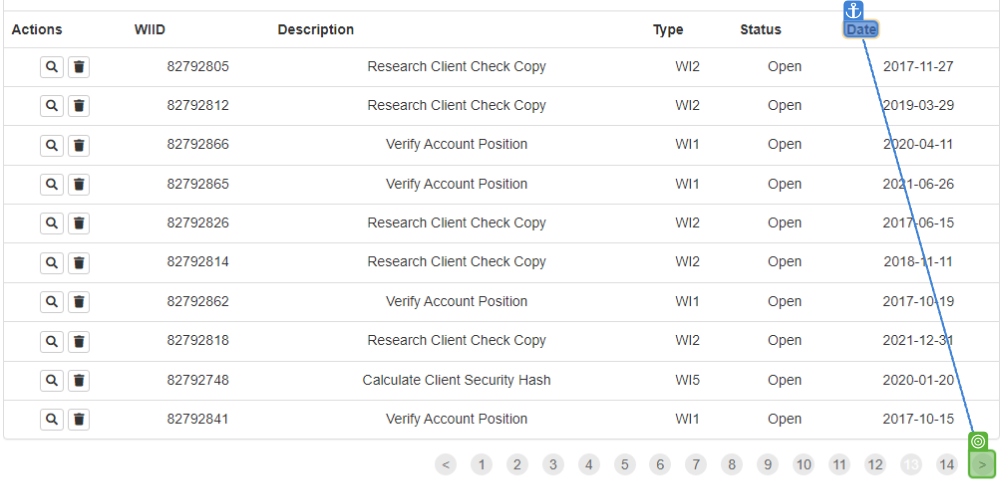 Actions WIID Description Type Status Date
82792805 Research Client Check Copy WI2 Open 2017-11-27
82792812 Research Client Check Copy WI2 Open 2019-03-29
82792866 Verify Account Position WI1 Open 2020-04-11
82792865 Verify Account Position WI1 Open 2021-06-26
82792826 Research Client Check Copy WI2 Open 2017-06-15
82792814 Research Client Check Copy WI2 Open 2018-11-11
82792862 Verify Account Position WI1 Open 2017-10-19
82792818 Research Client Check Copy WI2 Open 2021-12-31
82792748 Calculate Client Security Hash WI5 Open 2020-01-20
82792841 Verify Account Position WI1 Open 2017-10-15
< 1 2 3 4 5 6 7 8 9 10 11 12 13 14 >